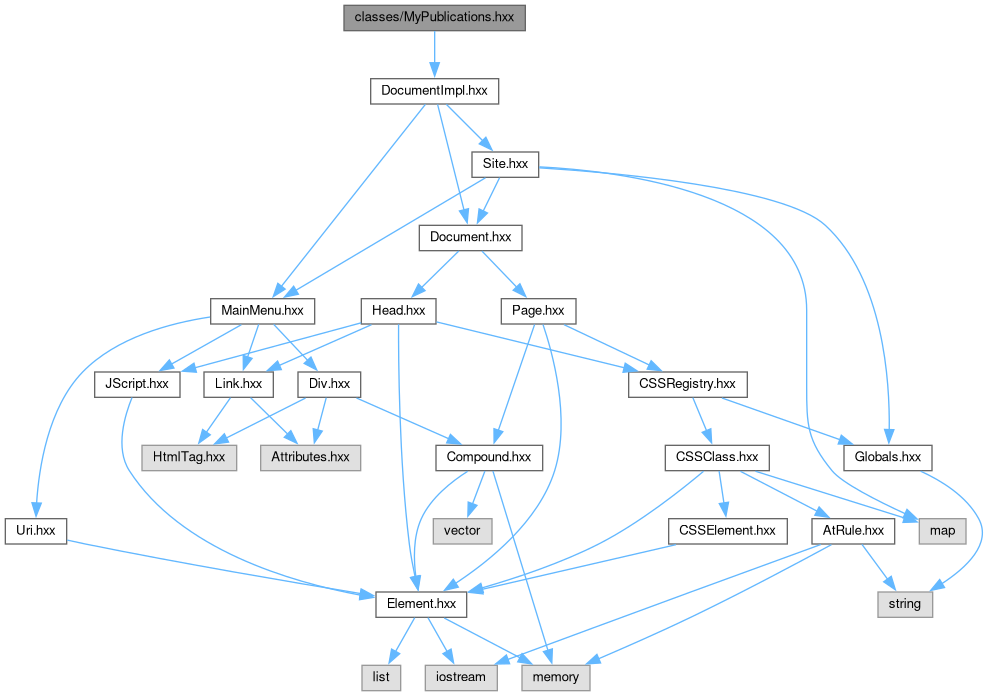 classes/MyPublications.hxx
DocumentImpl.hxx
Site.hxx
Document.hxx
MainMenu.hxx
Head.hxx
Page.hxx
JScript.hxx
Link.hxx
Div.hxx
CSSRegistry.hxx
HtmlTag.hxx
Attributes.hxx
Compound.hxx
CSSClass.hxx
Globals.hxx
Uri.hxx
vector
CSSElement.hxx
AtRule.hxx
map
Element.hxx
string
list
iostream
memory